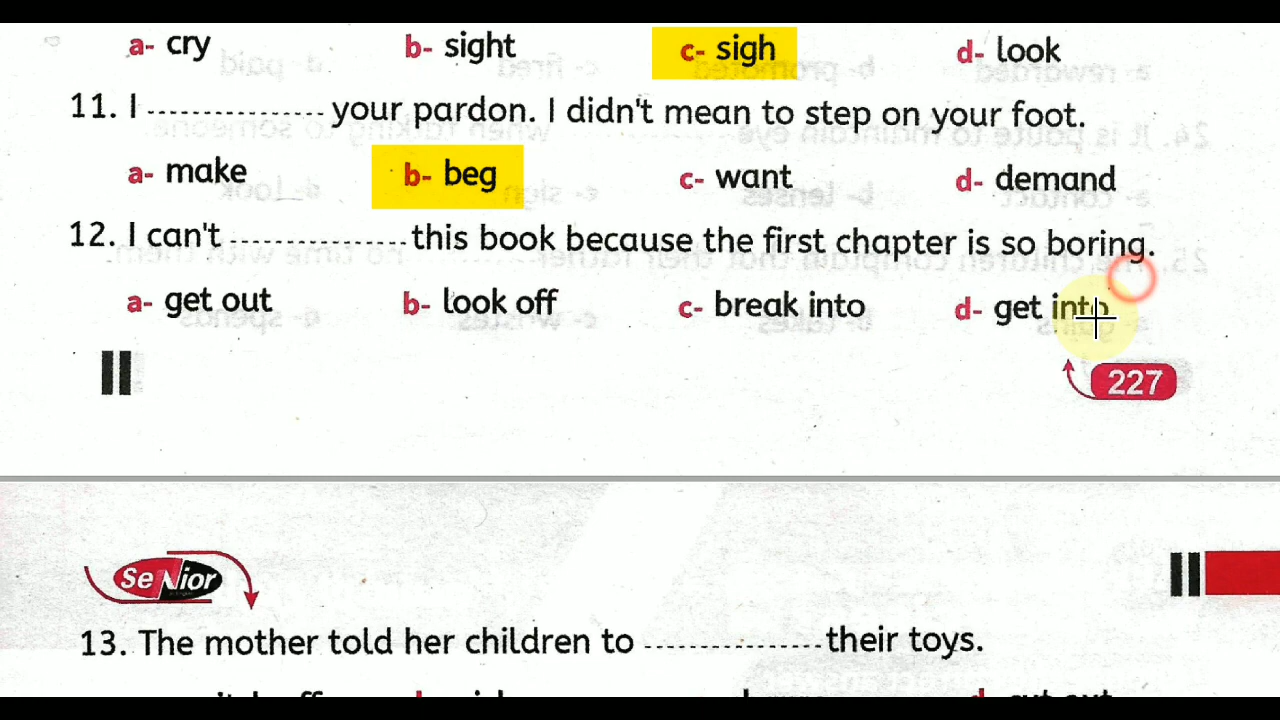 a- cry b- sight c- sigh d- look
11. I ................ your pardon. I didn't mean to step on your foot.
a- make b- beg c- want d- demand
12. I can't ................ this book because the first chapter is so boring.
a- get out b- look off c- break into d- get into
227
Senior
13. The mother told her children to ................ their toys.